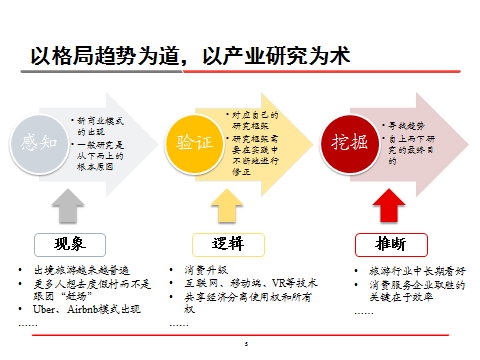 以格局趋势为道，以产业研究为术
感知
• 新商业模式
的出现
• 一般研究是
从下而上的
根本原因
验证
• 对应自己的
研究框架
• 研究框架需
要在实践中
不断地进行
修正
挖掘
• 寻找趋势
• 自上而下研
究的最终目
的
现象
• 出境旅游越来越普遍
• 更多人想去度假村而不是
跟团“赶场”
• Uber、Airbnb模式出现
……
逻辑
• 消费升级
• 互联网、移动端、VR等技术
• 共享经济分离使用权和所有
权
……
推断
• 旅游行业中长期看好
• 消费服务企业取胜的
关键在于效率
……
5